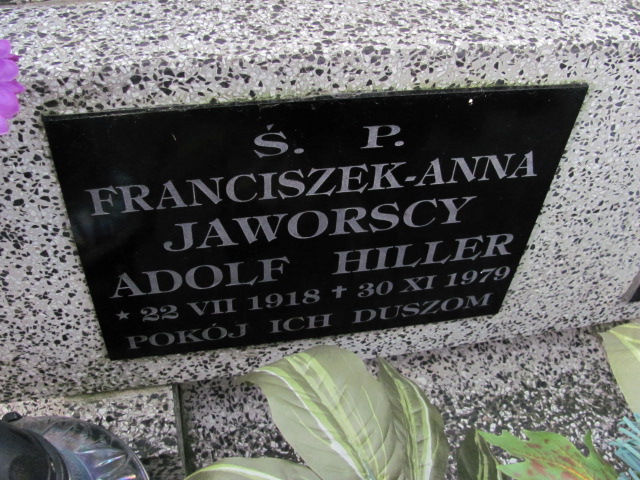 Ś. P.
FRANCISZEK-ANNA
JAWORSCY
ADOLF HILLER
* 22 VII 1918 ✝ 30 XI 1979
POKÓJ ICH DUSZOM